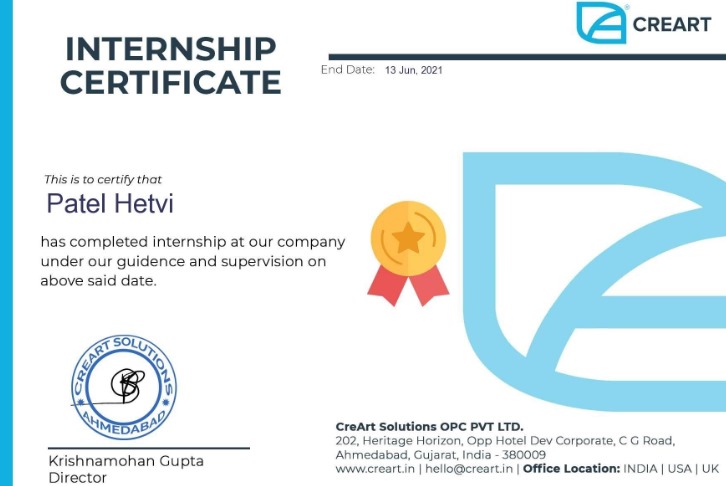 CREART
INTERNSHIP
CERTIFICATE
End Date: 13 Jun, 2021
This is to certify that
Patel Hetvi
has completed internship at our company
under our guidence and supervision on
above said date.
CREART SOLUTIONS
AHMEDABAD
Krishnamohan Gupta
Director
CreArt Solutions OPC PVT LTD.
202, Heritage Horizon, Opp Hotel Dev Corporate, C G Road,
Ahmedabad, Gujarat, India - 380009
www.creart.in | hello@creart.in | Office Location: INDIA | USA | UK